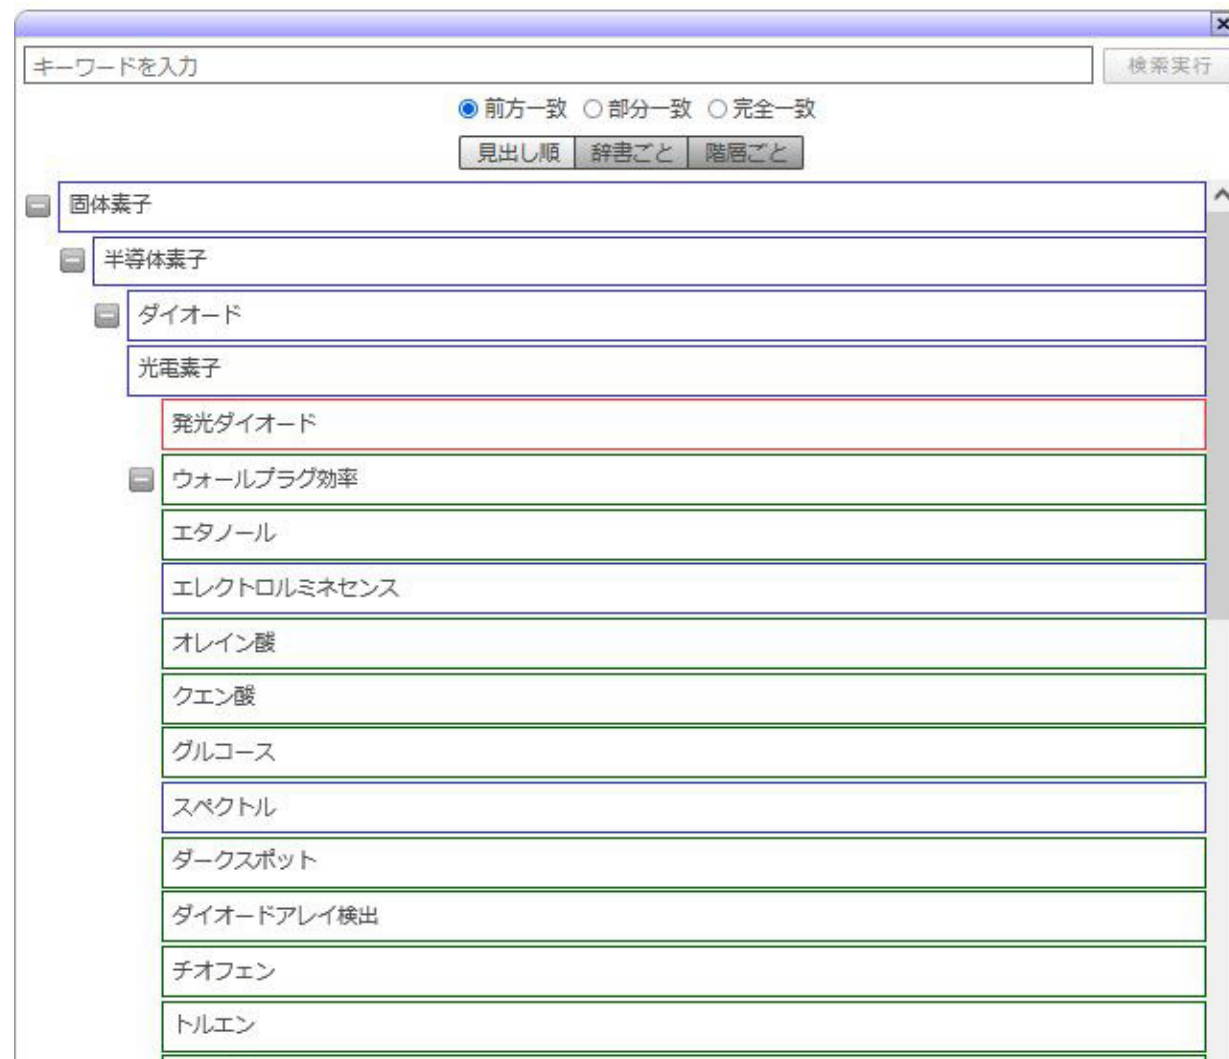 キーワードを入力
検索実行
前方一致 部分一致 完全一致
見出し順 辞書ごと 階層ごと
固体素子
半導体素子
ダイオード
光電素子
発光ダイオード
ウォールプラグ効率
エタノール
エレクトロルミネセンス
オレイン酸
クエン酸
グルコース
スペクトル
ダークスポット
ダイオードアレイ検出
チオフェン
トルエン